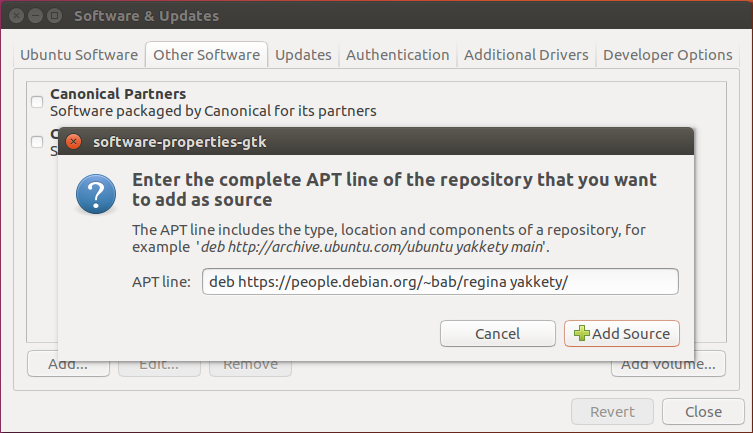 Software & Updates
Ubuntu Software Other Software Updates Authentication Additional Drivers Developer Options
Canonical Partners
Software packaged by Canonical for its partners
software-properties-gtk
Enter the complete APT line of the repository that you want
to add as source
The APT line includes the type, location and components of a repository, for
example 'deb http://archive.ubuntu.com/ubuntu yakkety main'.
APT line: deb https://people.debian.org/~bab/regina yakkety/
Cancel Add Source
Add... Edit... Remove Add Volume...
Revert Close